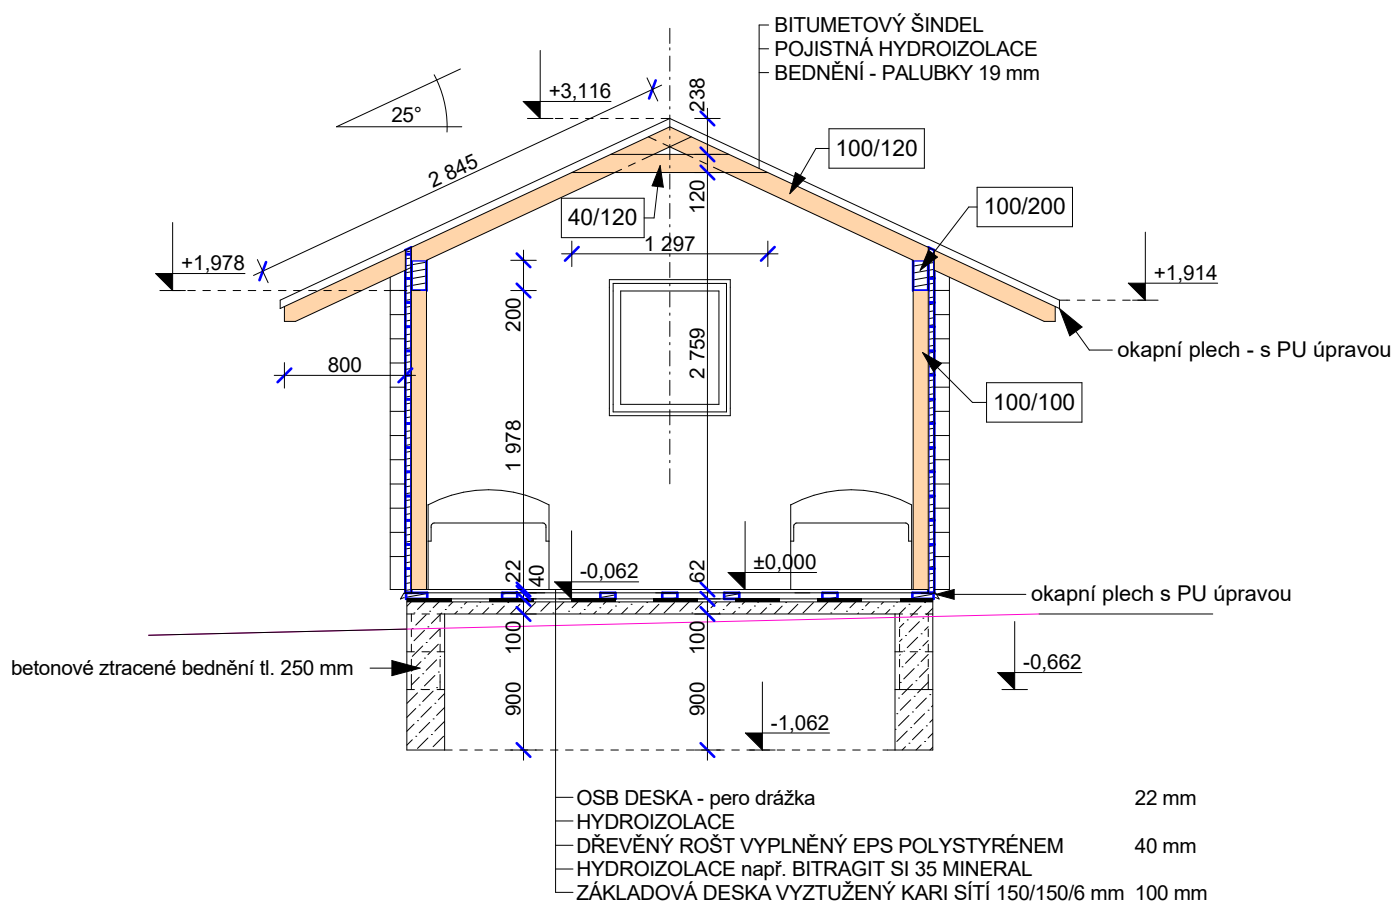 BITUMETOVÝ ŠINDEL
POJISTNÁ HYDROIZOLACE
BEDNĚNÍ - PALUBKY 19 mm
+3,116
238
25°
100/120
2 845
120
100/200
40/120
1 297
+1,978
+1,914
200
2 759
okapní plech - s PU úpravou
800
100/100
1 978
22
40
-0,062
62
±0,000
okapní plech s PU úpravou
100
100
betonové ztracené bednění tl. 250 mm
-0,662
900
900
-1,062
OSB DESKA - pero drážka 22 mm
HYDROIZOLACE
DŘEVĚNÝ ROŠT VYPLNĚNÝ EPS POLYSTYRÉNEM 40 mm
HYDROIZOLACE např. BITRAGIT SI 35 MINERAL
ZÁKLADOVÁ DESKA VYZTUŽENÝ KARI SÍTÍ 150/150/6 mm 100 mm